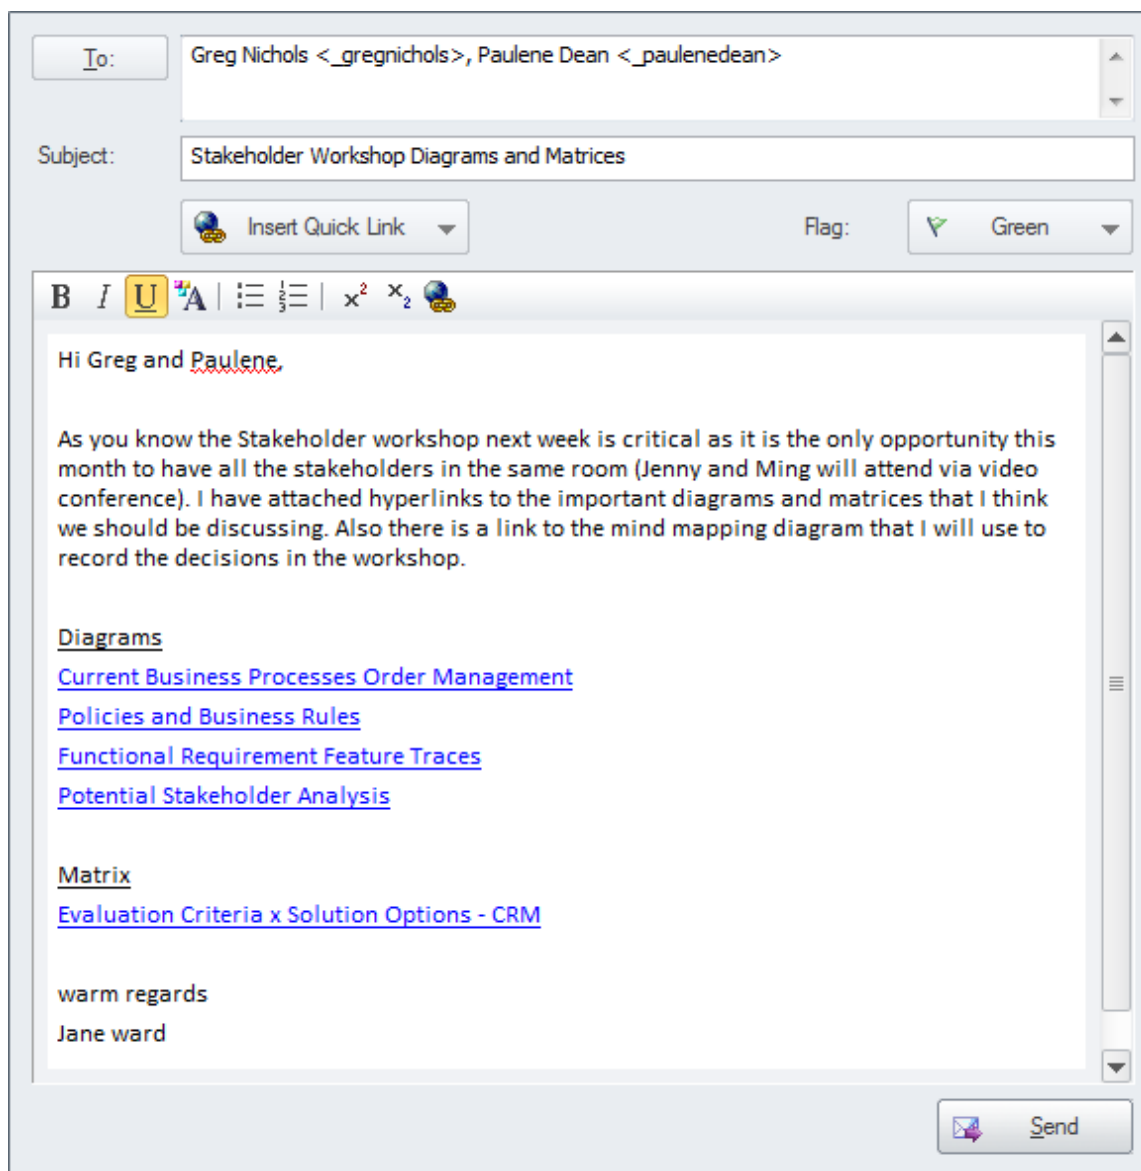 To:
Greg Nichols <_gregnichols>, Paulene Dean <_paulenedean>
Subject:
Stakeholder Workshop Diagrams and Matrices
Insert Quick Link
Flag:
Green
B I U A x² x₂
Hi Greg and Paulene,
As you know the Stakeholder workshop next week is critical as it is the only opportunity this
month to have all the stakeholders in the same room (Jenny and Ming will attend via video
conference). I have attached hyperlinks to the important diagrams and matrices that I think
we should be discussing. Also there is a link to the mind mapping diagram that I will use to
record the decisions in the workshop.
Diagrams
Current Business Processes Order Management
Policies and Business Rules
Functional Requirement Feature Traces
Potential Stakeholder Analysis
Matrix
Evaluation Criteria x Solution Options - CRM
warm regards
Jane ward
Send